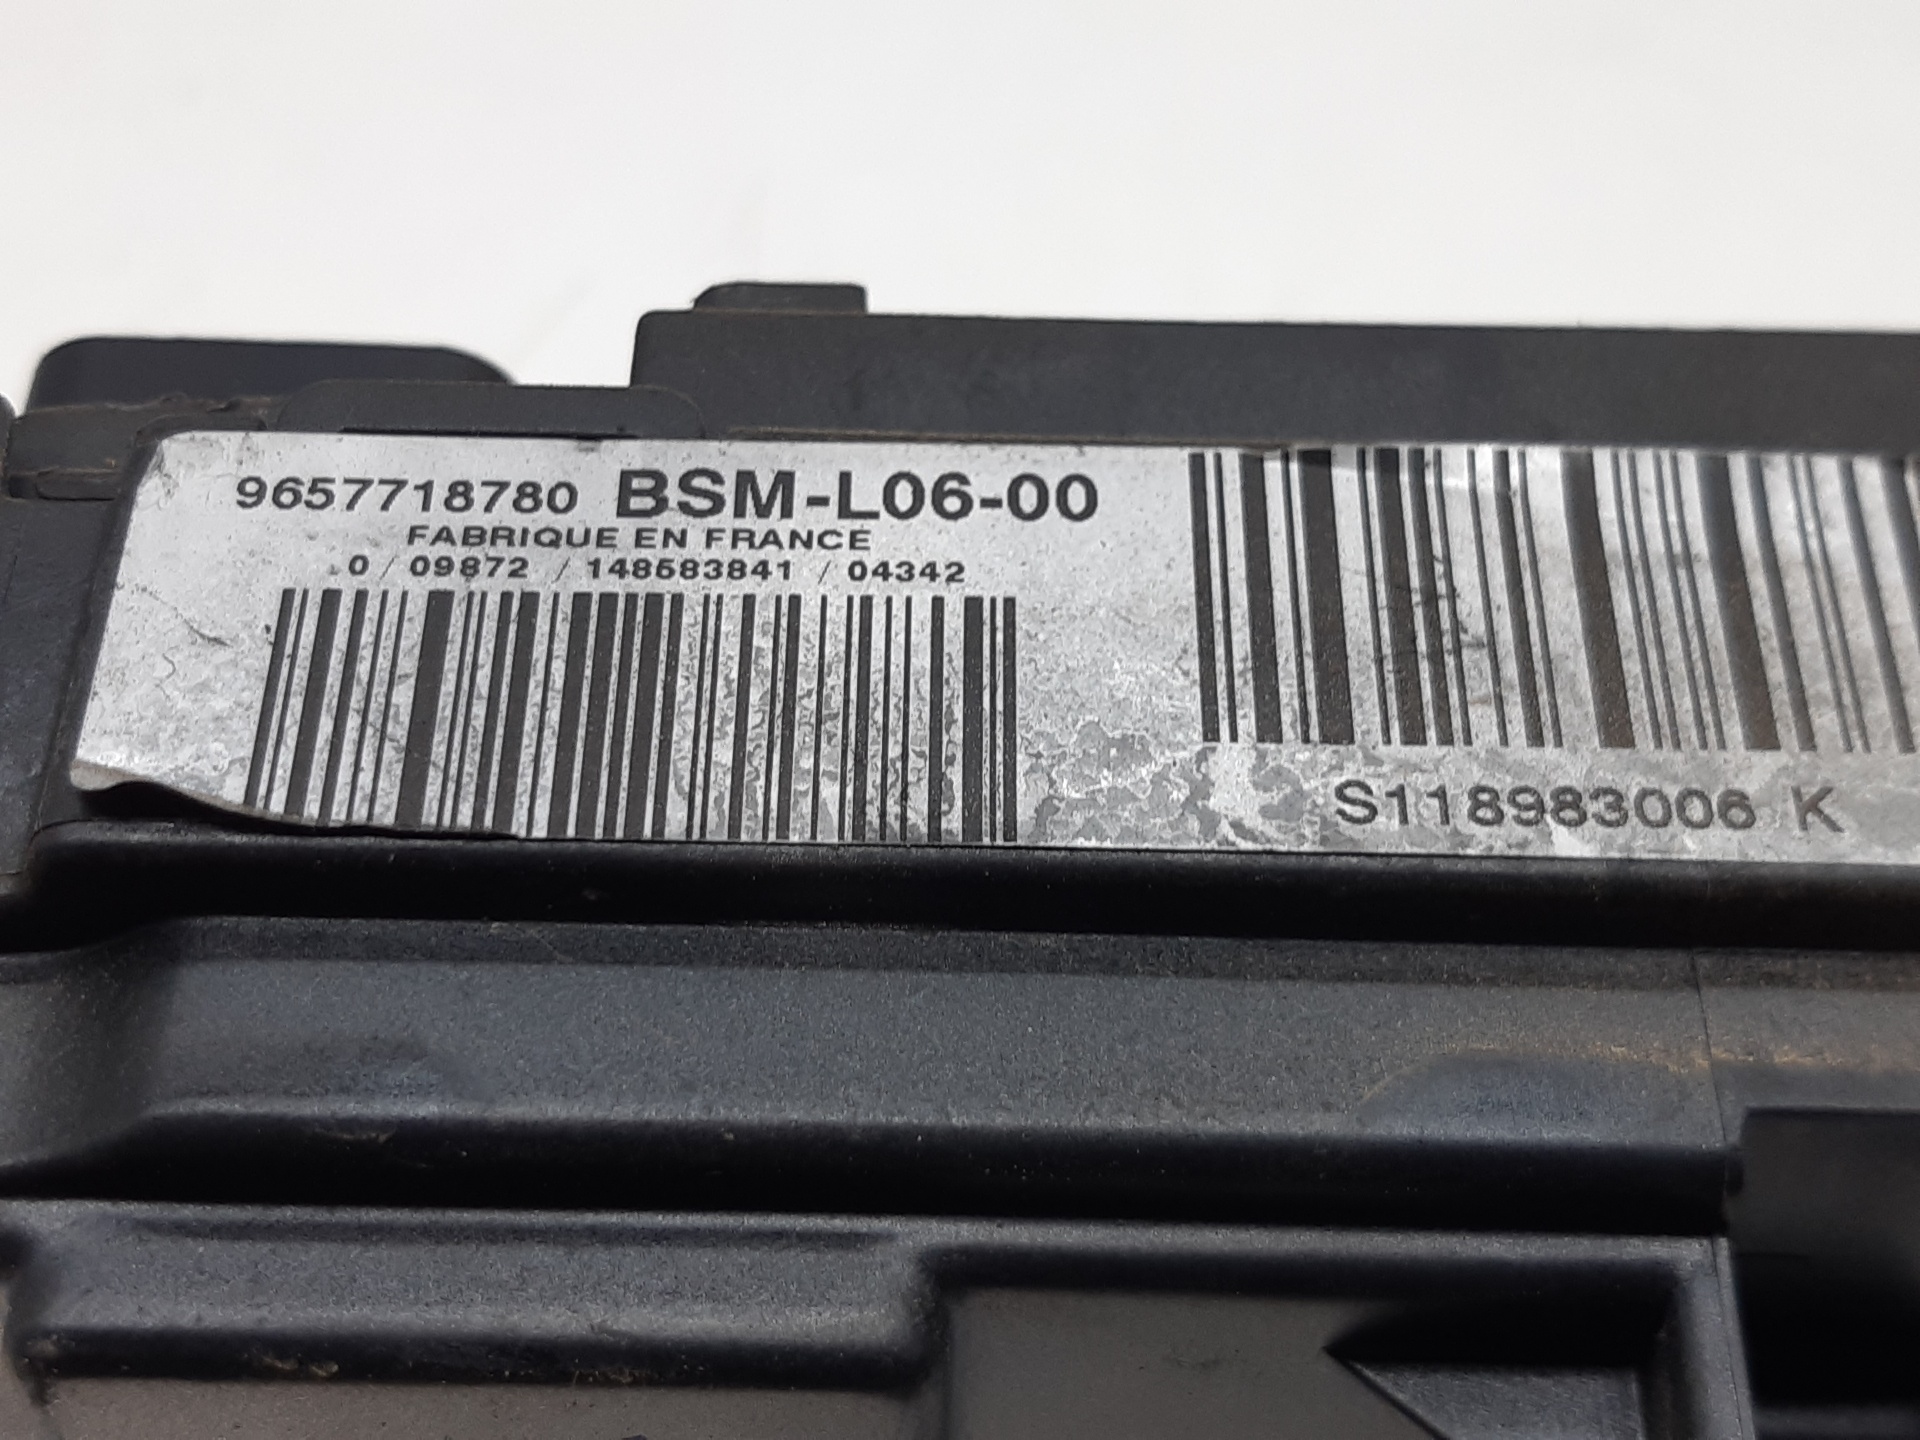 9657718780 BSM-L06-00
FABRIQUE EN FRANCE
0 / 09872 / 148583841 / 04342
S118983006 K